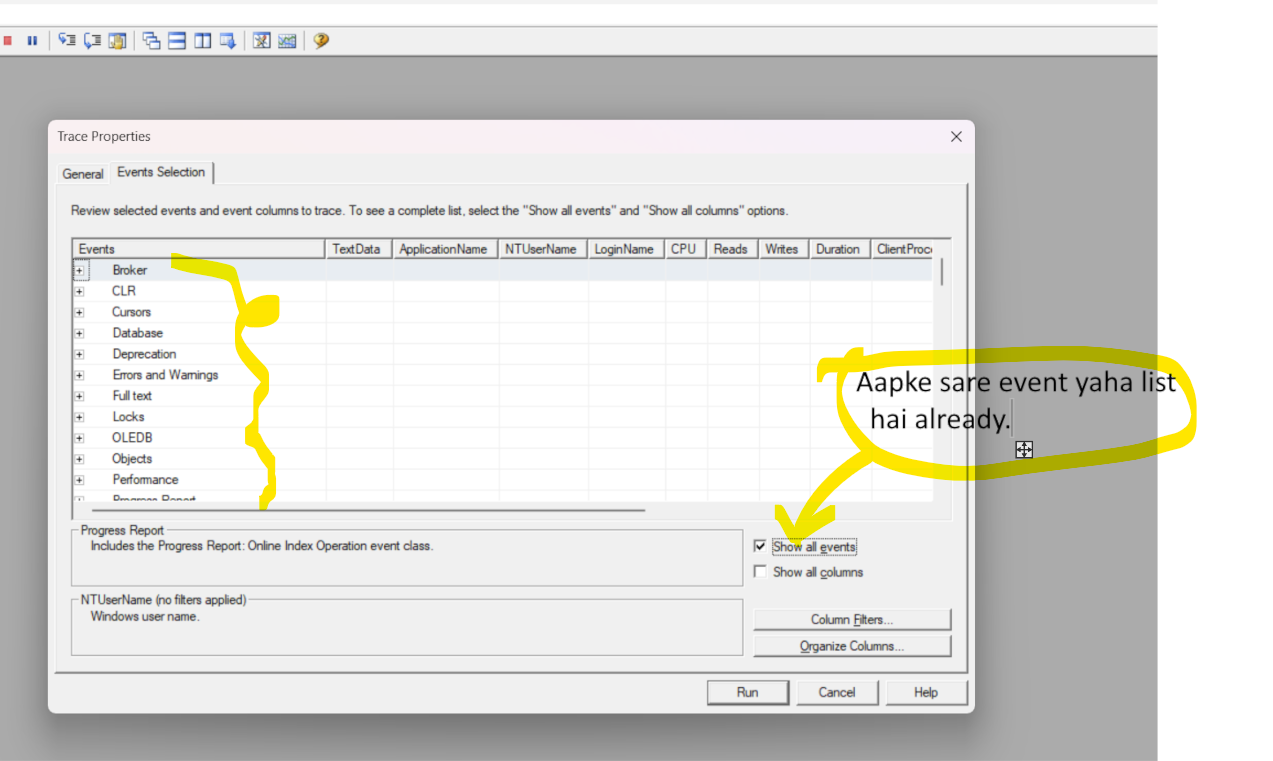 Trace Properties
General Events Selection
Review selected events and event columns to trace. To see a complete list, select the "Show all events" and "Show all columns" options.
Events TextData ApplicationName NTUserName LoginName CPU Reads Writes Duration ClientProc
Broker
CLR
Cursors
Database
Deprecation
Errors and Warnings
Full text
Locks
OLEDB
Objects
Performance
Progress Report
Aapke sare event yaha list
hai already.
Progress Report
Includes the Progress Report: Online Index Operation event class.
Show all events
Show all columns
NTUserName (no filters applied)
Windows user name.
Column Filters...
Organize Columns...
Run Cancel Help